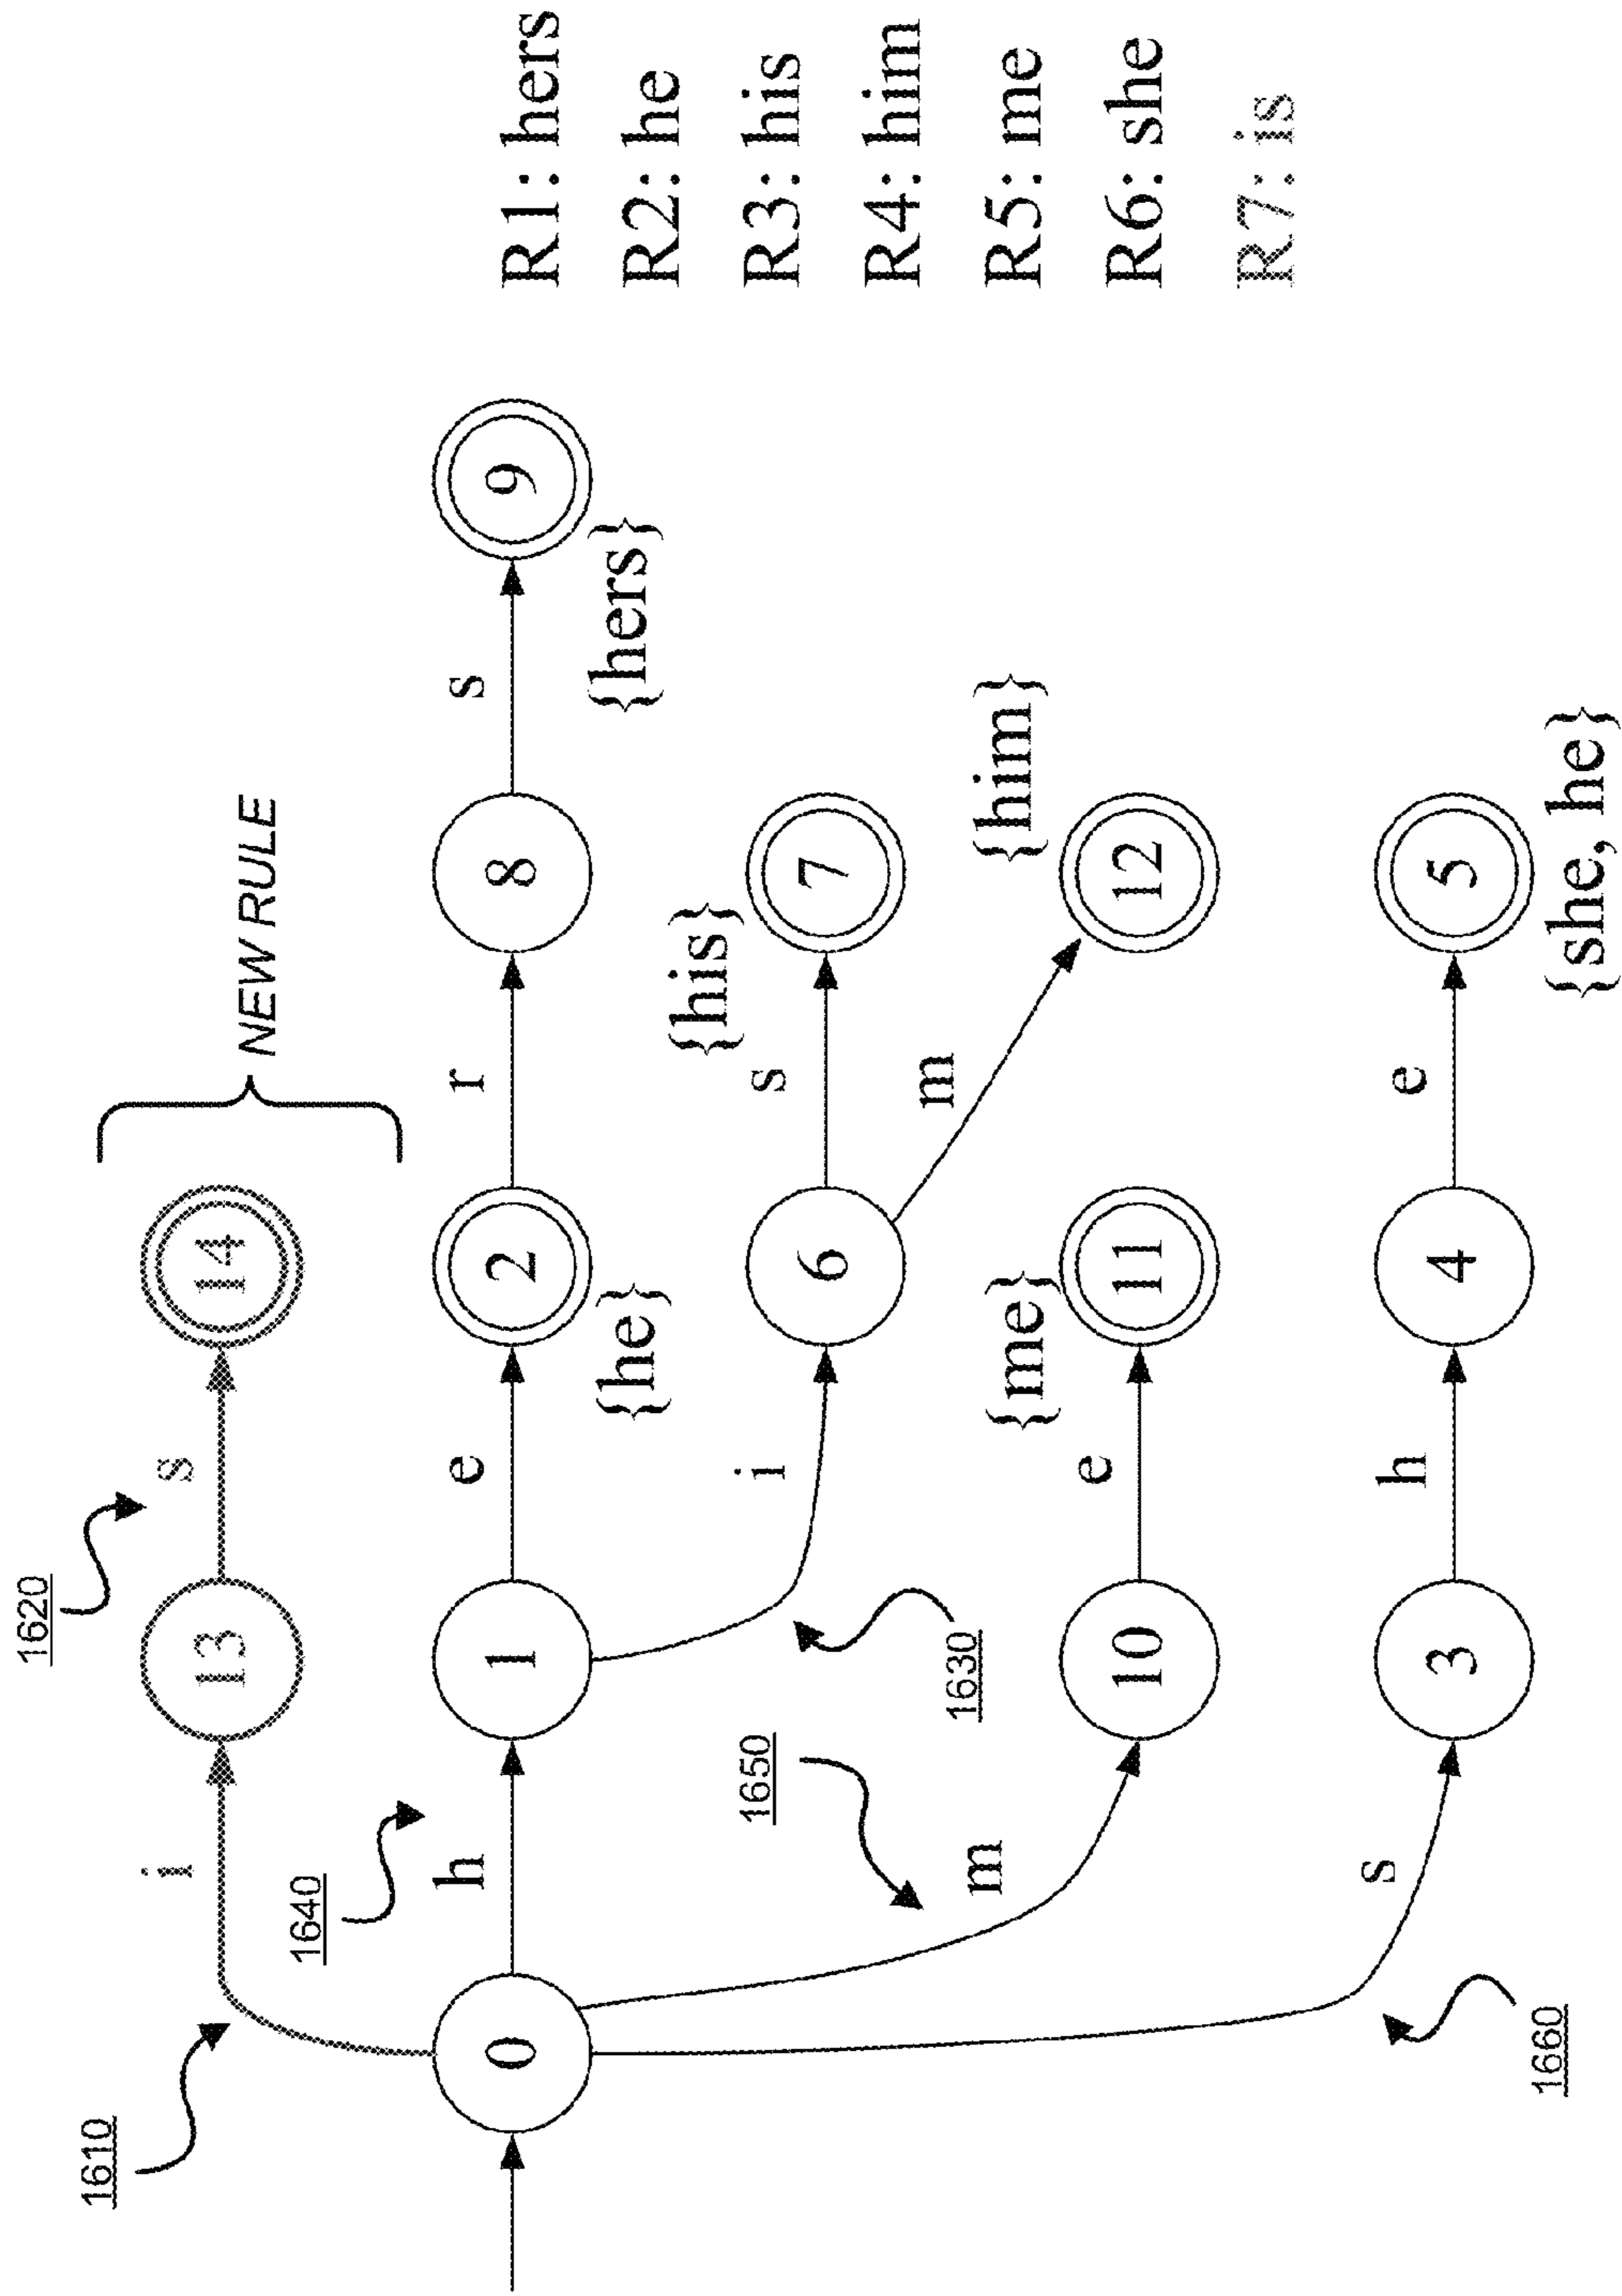 1620
1610
i s
13 14
NEW RULE
1640
h e r s
0 1 2 8 9
{he} {hers}
{his}
1650
i s
6 7
m
1630
m {me} {him}
e
10 11 12
s h e
3 4 5
1660
{she, he}
R1: hers
R2: he
R3: his
R4: him
R5: me
R6: she
R7: is